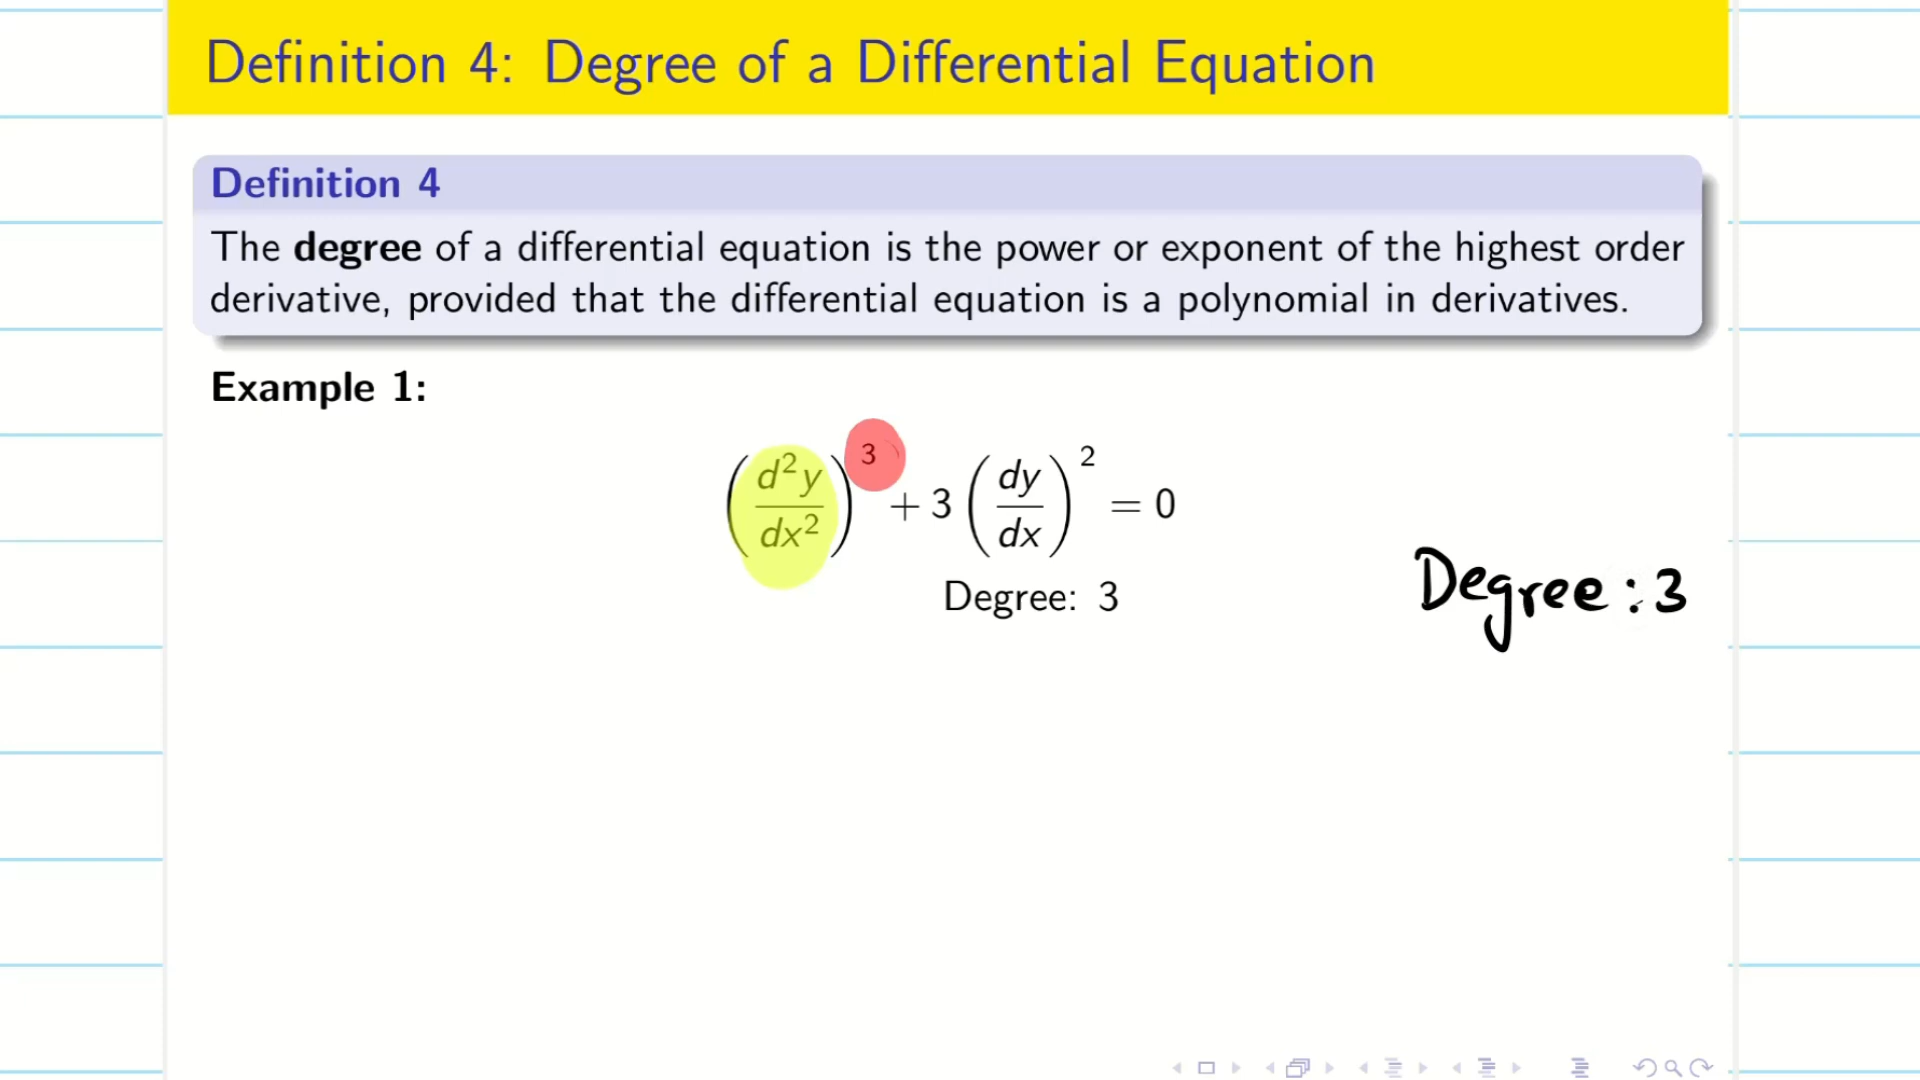 Definition 4: Degree of a Differential Equation
Definition 4
The degree of a differential equation is the power or exponent of the highest order
derivative, provided that the differential equation is a polynomial in derivatives.
Example 1:
(d²y/dx²)³ + 3 (dy/dx)² = 0
Degree: 3
Degree: 3